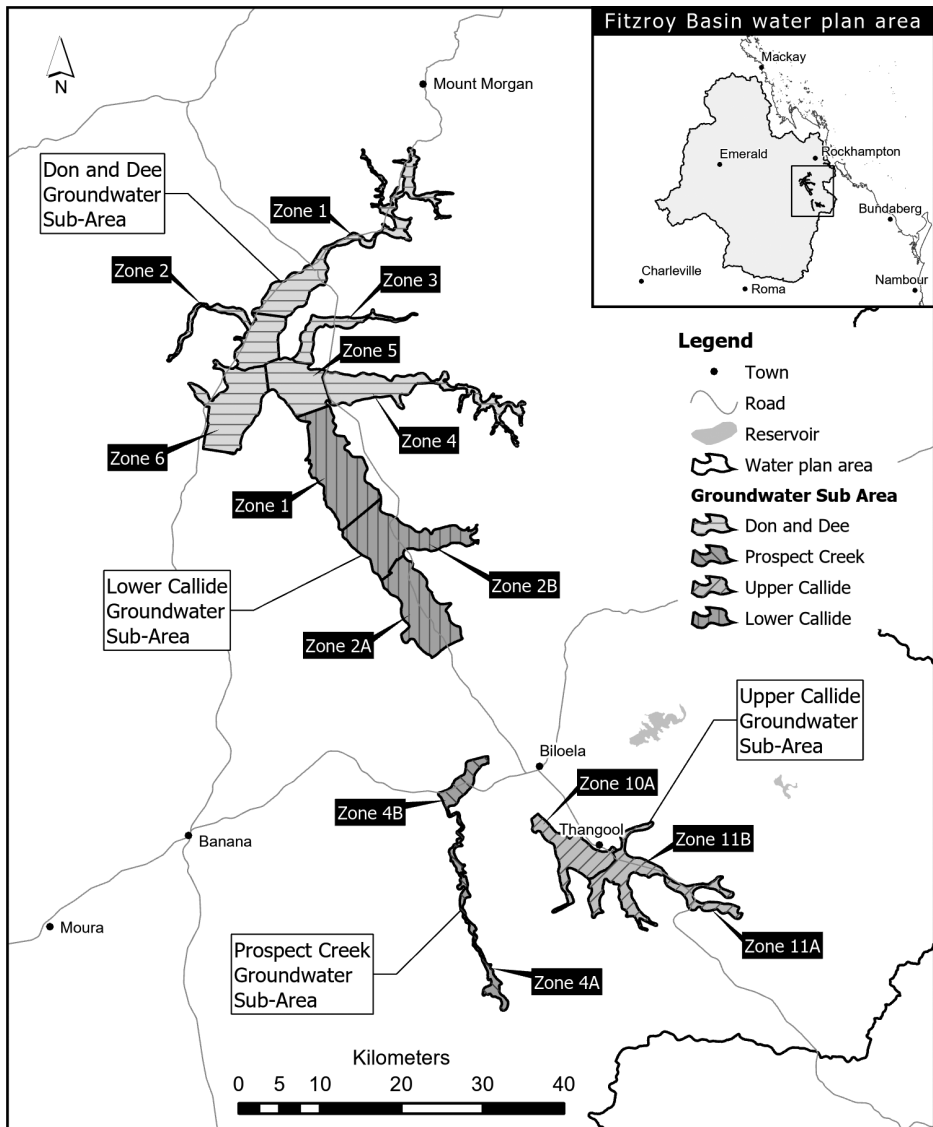 Fitzroy Basin water plan area
Mackay
Emerald
Rockhampton
Bundaberg
Charleville
Roma
Nambour
N
Mount Morgan
Don and Dee
Groundwater
Sub-Area
Zone 1
Zone 2
Zone 3
Zone 5
Zone 4
Zone 6
Zone 1
Legend
Town
Road
Reservoir
Water plan area
Groundwater Sub Area
Don and Dee
Prospect Creek
Upper Callide
Lower Callide
Lower Callide
Groundwater
Sub-Area
Zone 2B
Zone 2A
Upper Callide
Groundwater
Sub-Area
Biloela
Zone 10A
Zone 4B
Thangool
Zone 11B
Banana
Moura
Zone 11A
Prospect Creek
Groundwater
Sub-Area
Zone 4A
Kilometers
0 5 10 20 30 40